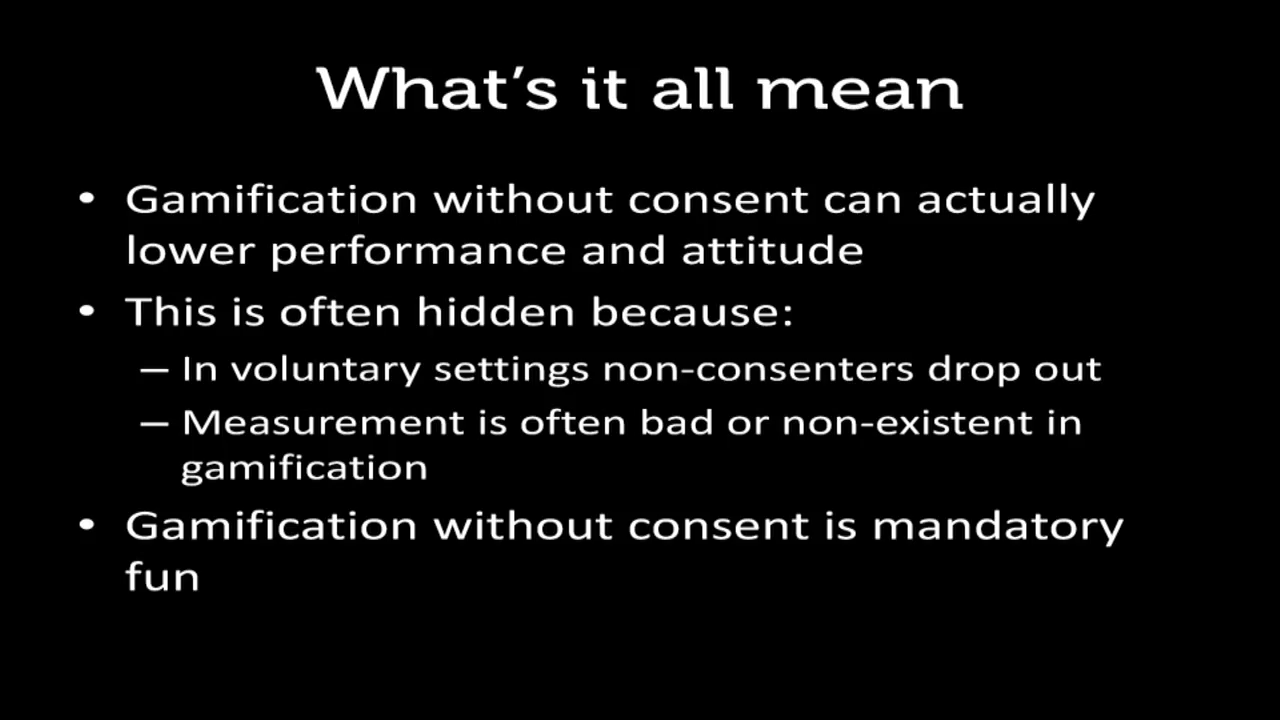 What’s it all mean
• Gamification without consent can actually
lower performance and attitude
• This is often hidden because:
– In voluntary settings non-consenters drop out
– Measurement is often bad or non-existent in
gamification
• Gamification without consent is mandatory
fun